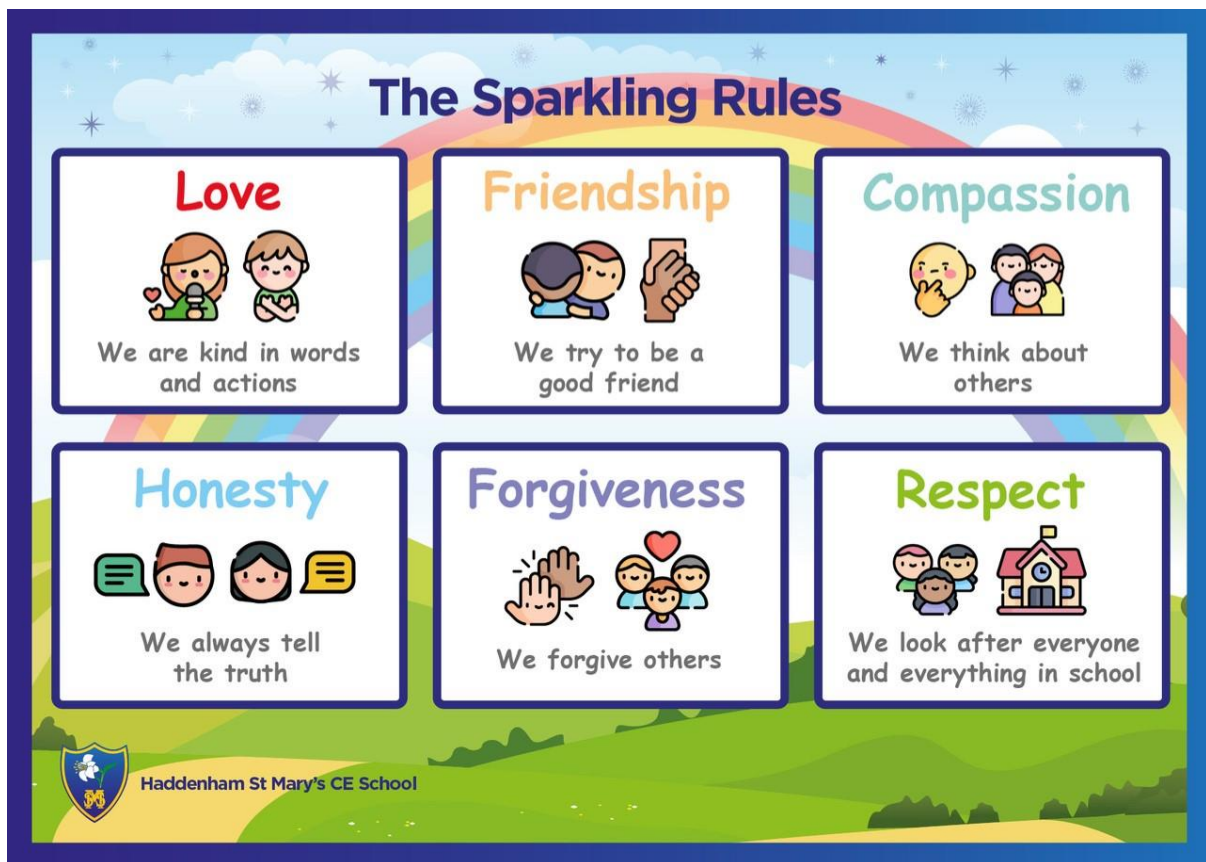 The Sparkling Rules
Love
We are kind in words
and actions
Friendship
We try to be a
good friend
Compassion
We think about
others
Honesty
We always tell
the truth
Forgiveness
We forgive others
Respect
We look after everyone
and everything in school
Haddenham St Mary's CE School